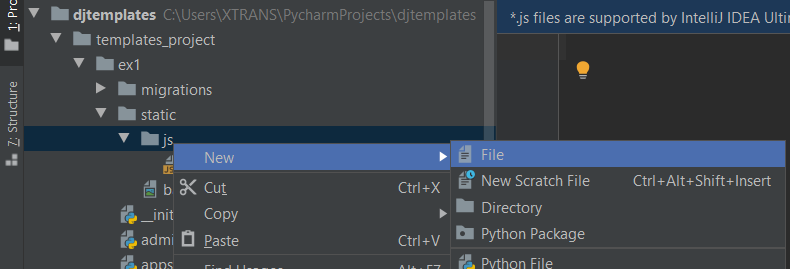 1: Pro
7: Structure
djtemplates C:\Users\XTRANS\PycharmProjects\djtemplates
templates_project
ex1
migrations
static
js
JS
b
__init
admi
apps
New
Cut Ctrl+X
Copy
Paste Ctrl+V
Find Usages Alt+F7
File
New Scratch File Ctrl+Alt+Shift+Insert
Directory
Python Package
Python File
*.js files are supported by IntelliJ IDEA Ulti